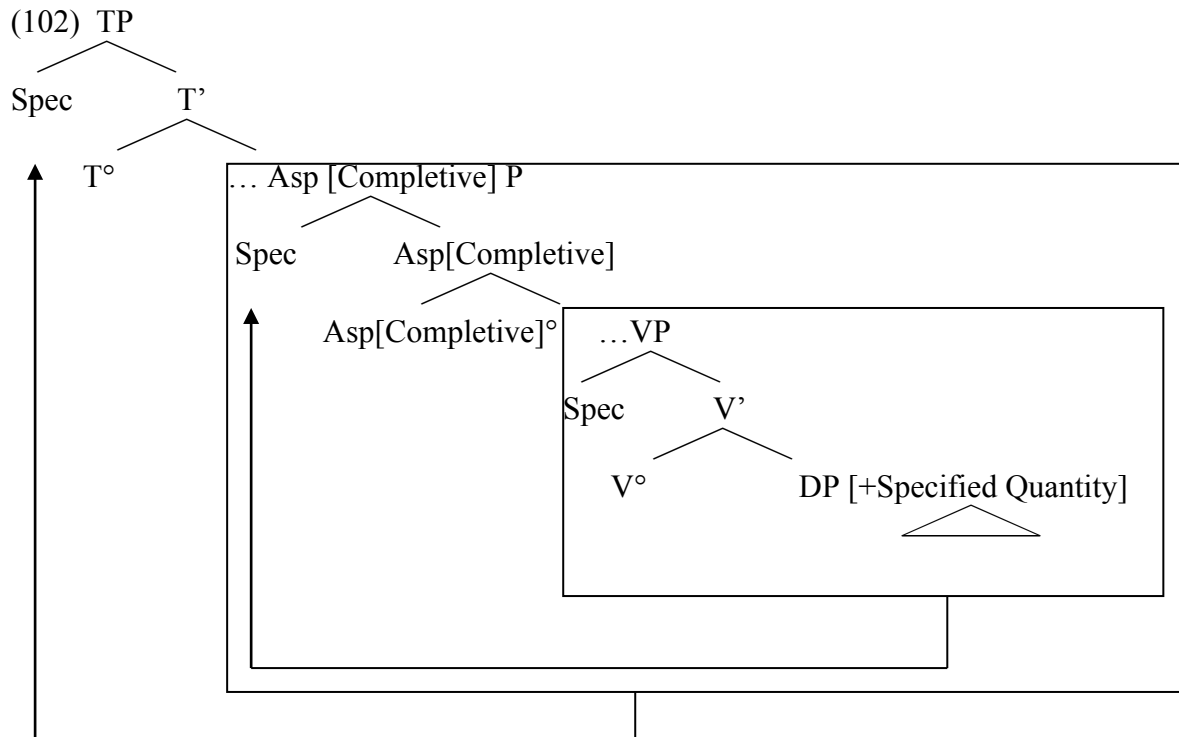 (102) TP
Spec T’
T° … Asp [Completive] P
Spec Asp[Completive]
Asp[Completive]° …VP
Spec V’
V° DP [+Specified Quantity]